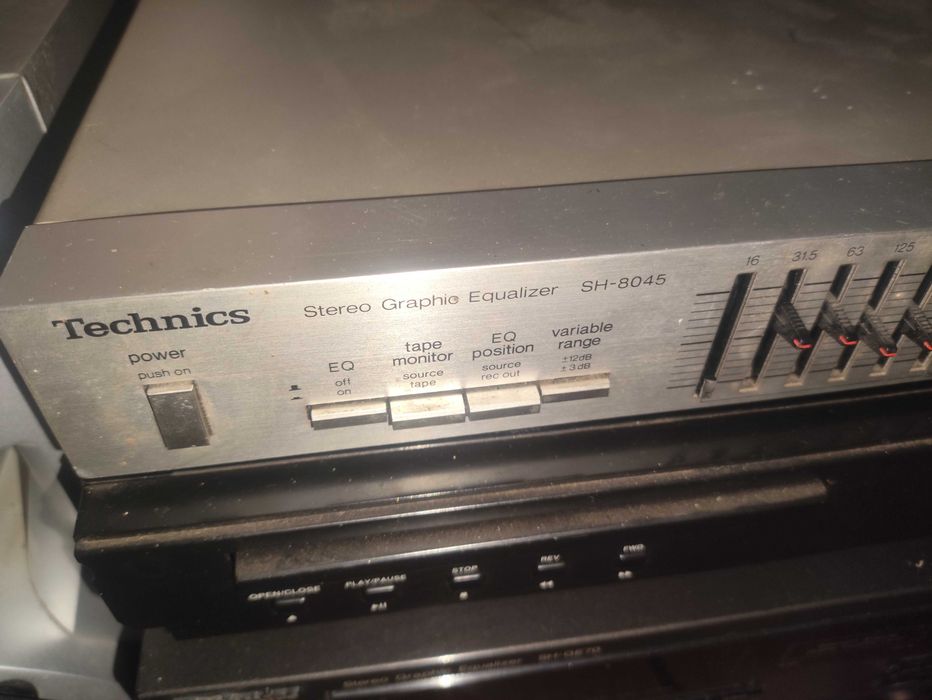 Technics
Stereo Graphic Equalizer SH-8045
16 31.5 63 125
power
push on
EQ
off
on
tape
monitor
source
tape
EQ
position
source
rec out
variable
range
±12dB
±3dB
OPEN/CLOSE PLAY/PAUSE STOP REV FWD
Stereo Graphic Equalizer SH-GE70